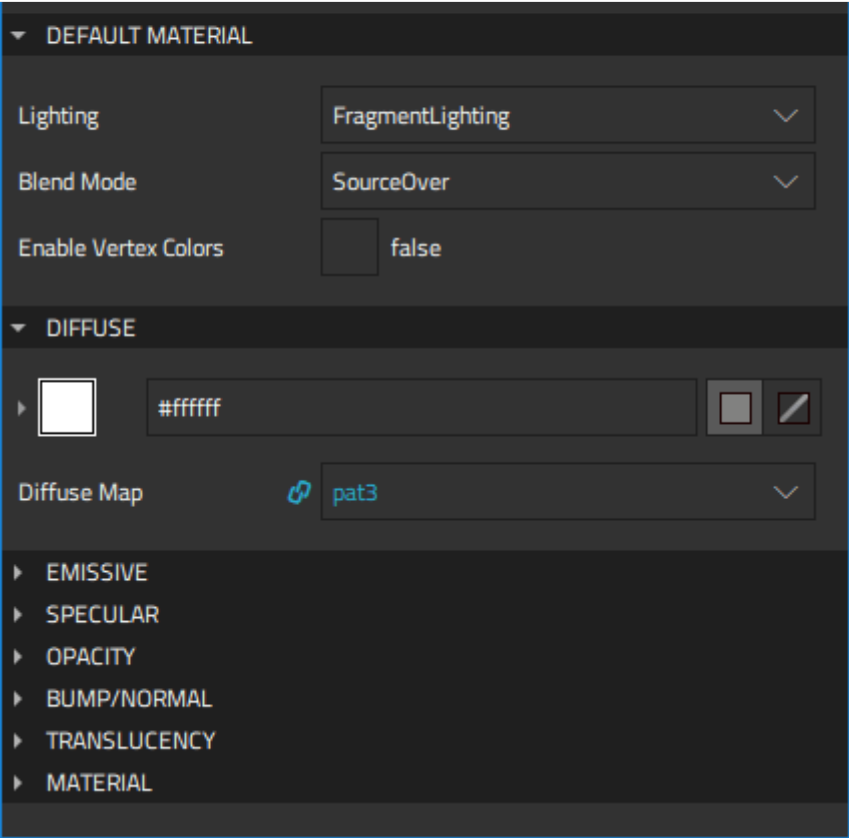 DEFAULT MATERIAL
Lighting FragmentLighting
Blend Mode SourceOver
Enable Vertex Colors false
DIFFUSE
#ffffff
Diffuse Map pat3
EMISSIVE
SPECULAR
OPACITY
BUMP/NORMAL
TRANSLUCENCY
MATERIAL